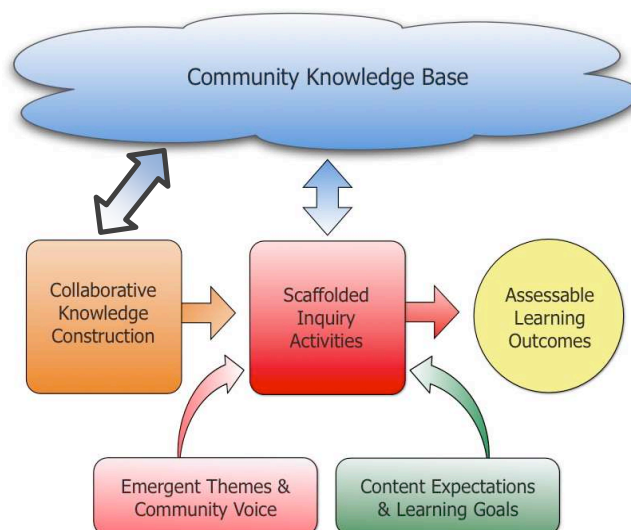 Community Knowledge Base
Collaborative
Knowledge
Construction
Scaffolded
Inquiry
Activities
Assessable
Learning
Outcomes
Emergent Themes &
Community Voice
Content Expectations
& Learning Goals